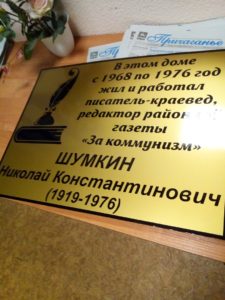 Причаганье
В этом доме
с 1968 по 1976 год
жил и работал
писатель-краевед,
редактор
газеты
«За коммунизм»
ШУМКИН
Николай Константинович
(1919-1976)